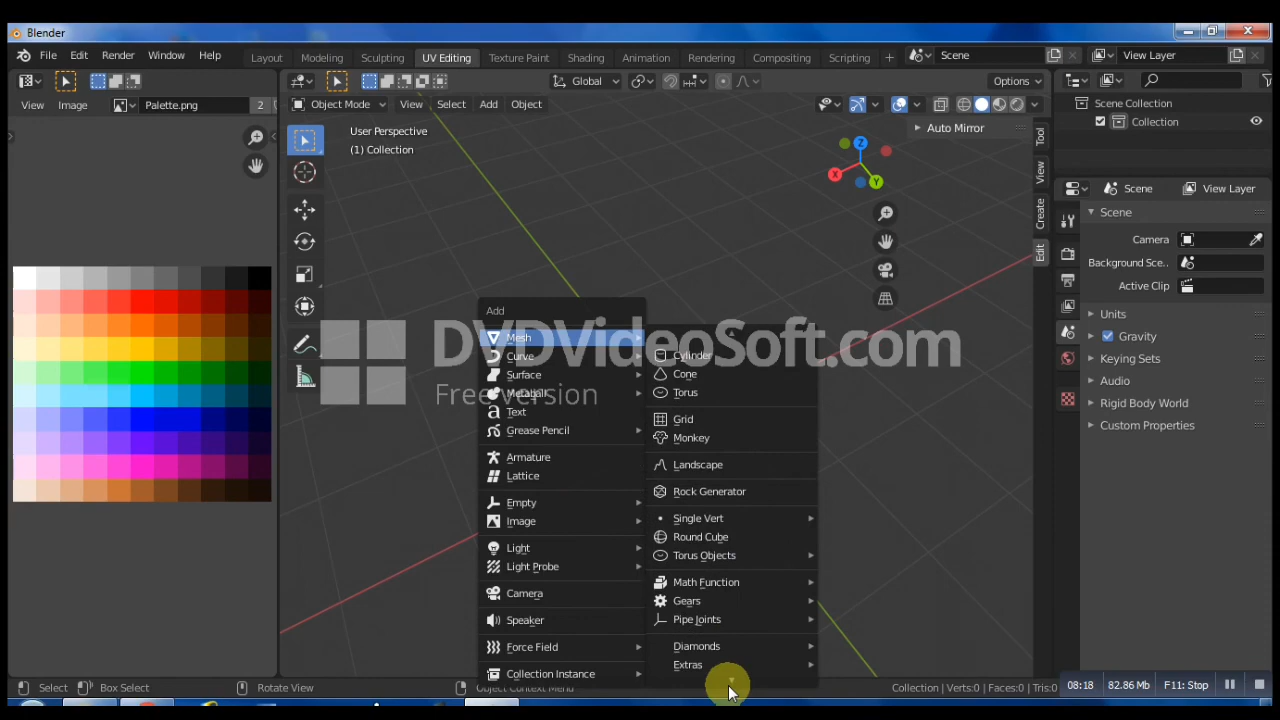 Blender
File Edit Render Window Help
Layout Modeling Sculpting UV Editing Texture Paint Shading Animation Rendering Compositing Scripting
Scene
View Layer
Global
Options
View Image Palette.png 2
Object Mode View Select Add Object
User Perspective
(1) Collection
Auto Mirror
Tool
View
Create
Edit
Z
X
Y
Scene Collection
Collection
Scene
View Layer
Scene
Camera
Background Sce..
Active Clip
Units
Gravity
Keying Sets
Audio
Rigid Body World
Custom Properties
Add
Mesh
Curve
Surface
Metaball
Text
Grease Pencil
Armature
Lattice
Empty
Image
Light
Light Probe
Camera
Speaker
Force Field
Collection Instance
Cylinder
Cone
Torus
Grid
Monkey
Landscape
Rock Generator
Single Vert
Round Cube
Torus Objects
Math Function
Gears
Pipe Joints
Diamonds
Extras
DVDVideoSoft.com
Free version
Select Box Select Rotate View Object Context Menu Collection | Verts:0 | Faces:0 | Tris:0
08:18 82.86 MB F11: Stop